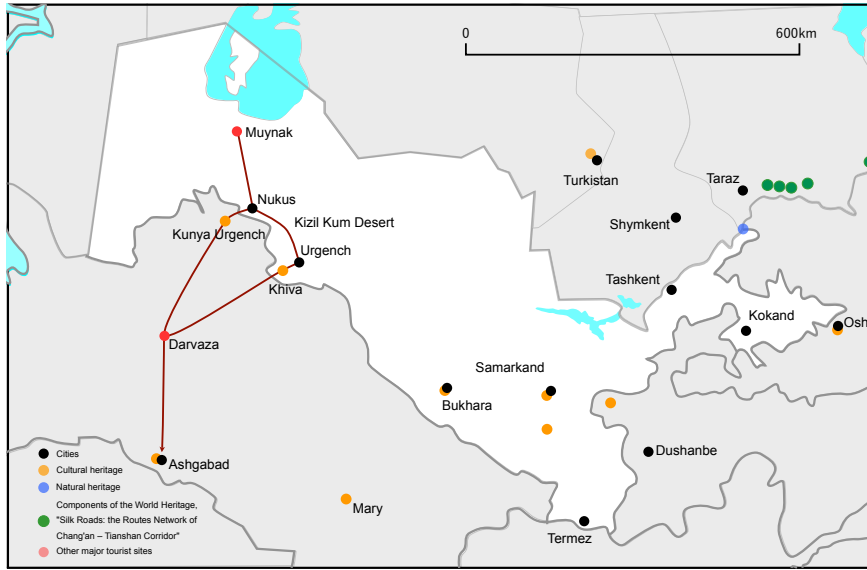 0
600km
Muynak
Turkistan
Taraz
Nukus
Kizil Kum Desert
Shymkent
Kunya Urgench
Urgench
Khiva
Tashkent
Kokand
Osh
Darvaza
Samarkand
Bukhara
Dushanbe
Ashgabad
Mary
Termez
Cities
Cultural heritage
Natural heritage
Components of the World Heritage,
"Silk Roads: the Routes Network of
Chang'an – Tianshan Corridor"
Other major tourist sites